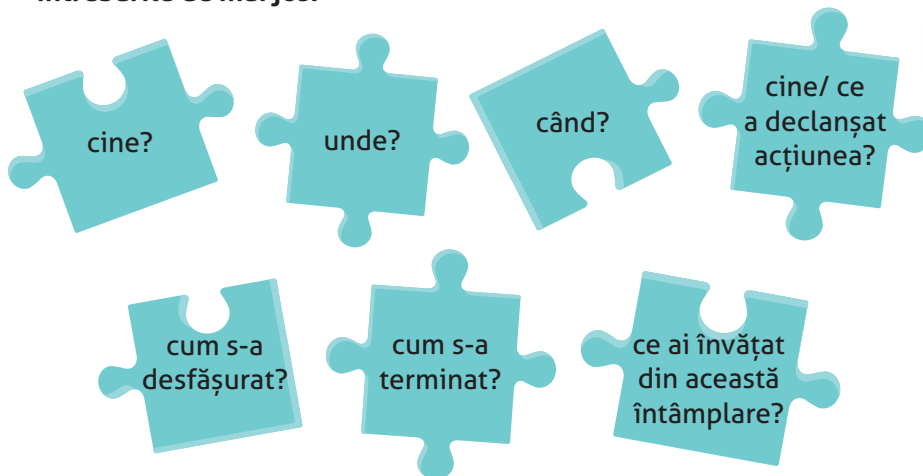 cine?
unde?
când?
cine/ ce
a declanșat
acțiunea?
cum s-a
desfășurat?
cum s-a
terminat?
ce ai învățat
din această
întâmplare?